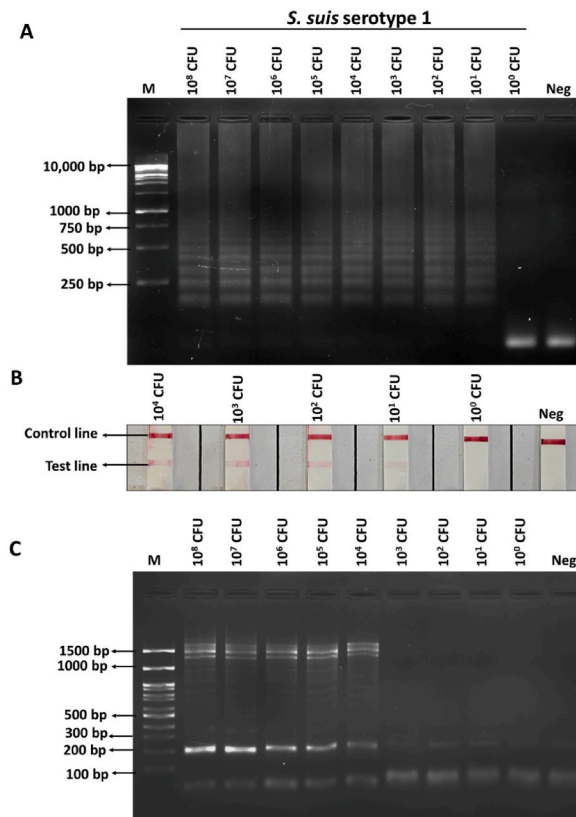 S. suis serotype 1
A
M
10⁸ CFU
10⁷ CFU
10⁶ CFU
10⁵ CFU
10⁴ CFU
10³ CFU
10² CFU
10¹ CFU
10⁰ CFU
Neg
10,000 bp
1000 bp
750 bp
500 bp
250 bp
B
10⁴ CFU
10³ CFU
10² CFU
10¹ CFU
10⁰ CFU
Neg
Control line
Test line
C
M
10⁸ CFU
10⁷ CFU
10⁶ CFU
10⁵ CFU
10⁴ CFU
10³ CFU
10² CFU
10¹ CFU
10⁰ CFU
Neg
1500 bp
1000 bp
500 bp
300 bp
200 bp
100 bp